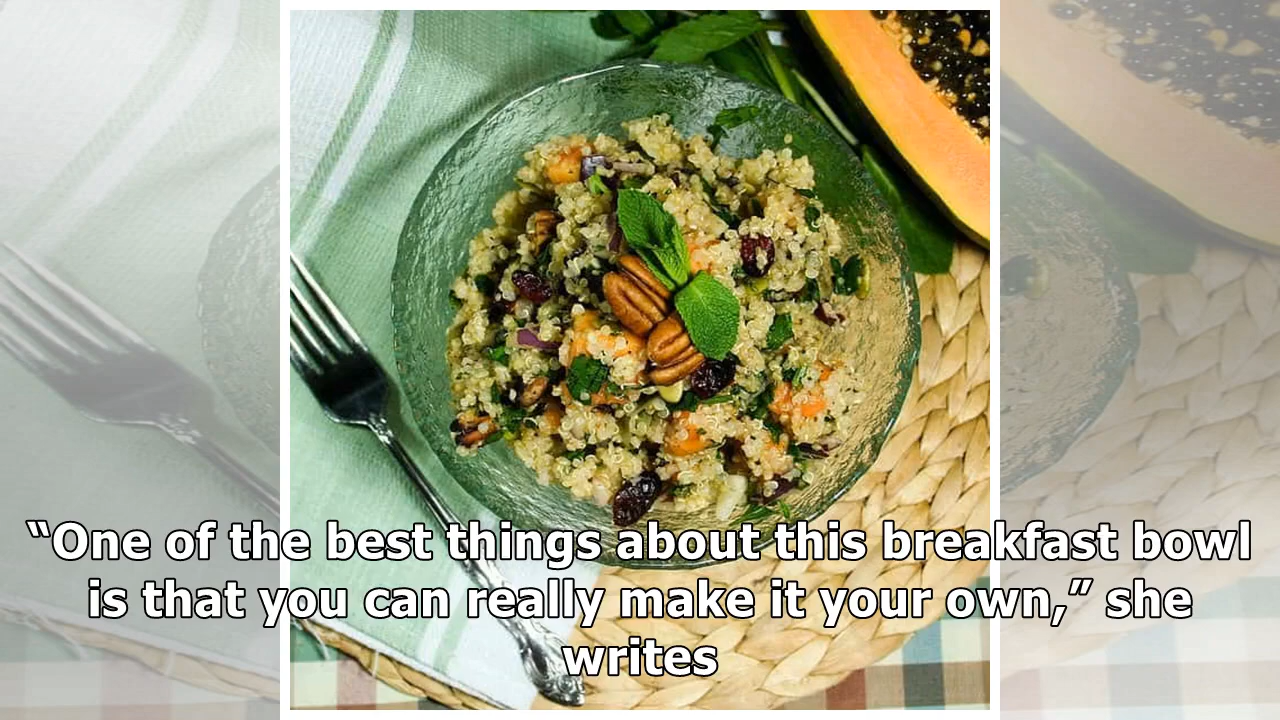 “One of the best things about this breakfast bowl
is that you can really make it your own,” she
writes